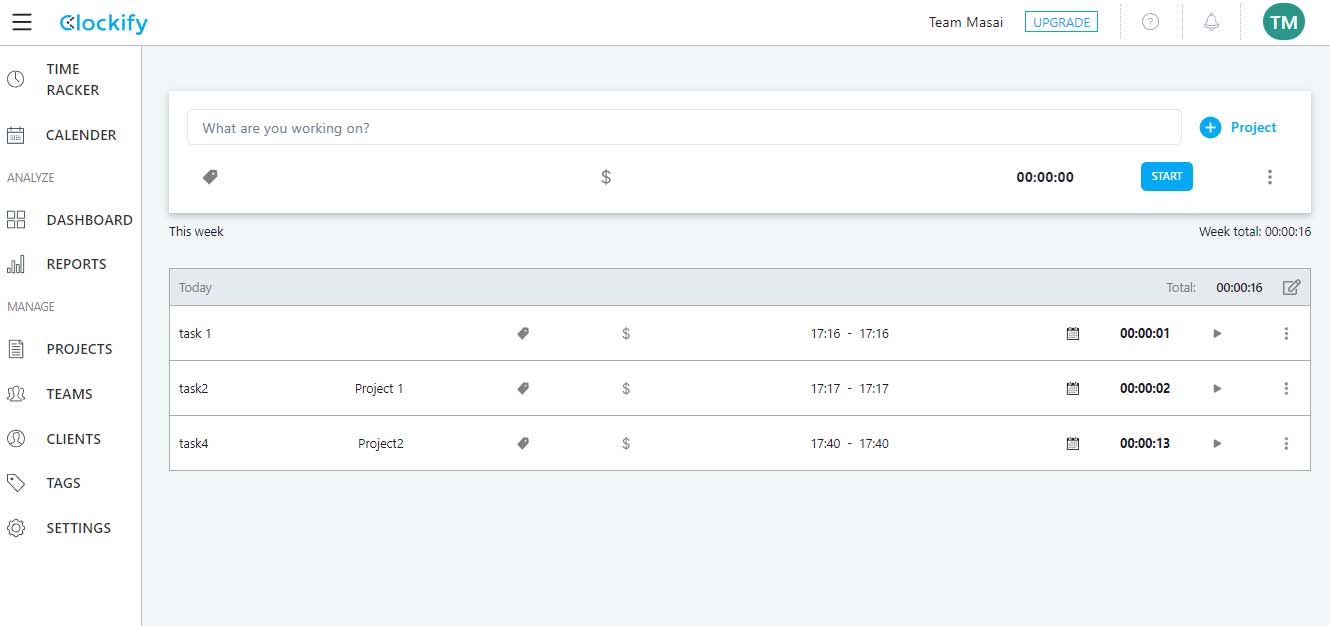 Clockify
Team Masai UPGRADE ? TM
TIME
RACKER
CALENDER
ANALYZE
DASHBOARD
REPORTS
MANAGE
PROJECTS
TEAMS
CLIENTS
TAGS
SETTINGS
What are you working on? + Project
$ 00:00:00 START
This week Week total: 00:00:16
Today Total: 00:00:16
task 1 $ 17:16 - 17:16 00:00:01
task2 Project 1 $ 17:17 - 17:17 00:00:02
task4 Project2 $ 17:40 - 17:40 00:00:13